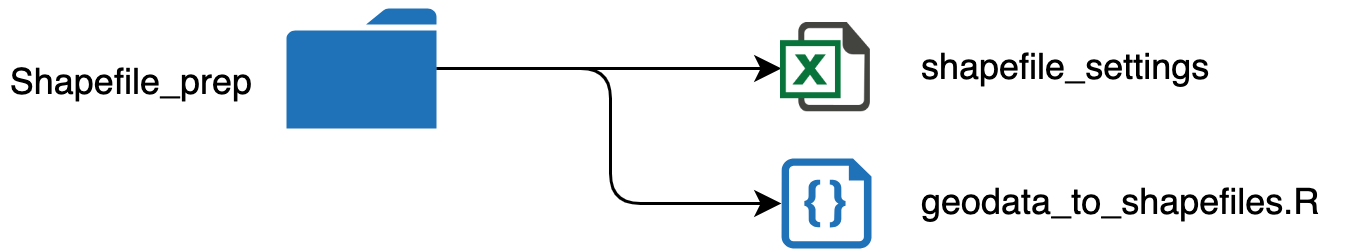 Shapefile_prep
X
shapefile_settings
{}
geodata_to_shapefiles.R